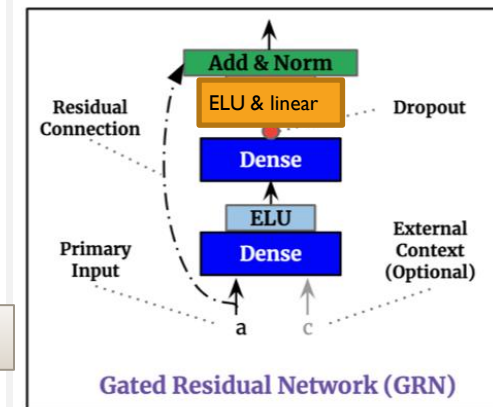 Add & Norm
ELU & linear
Residual
Connection
Dropout
Dense
ELU
Dense
Primary
Input
External
Context
(Optional)
a
c
Gated Residual Network (GRN)